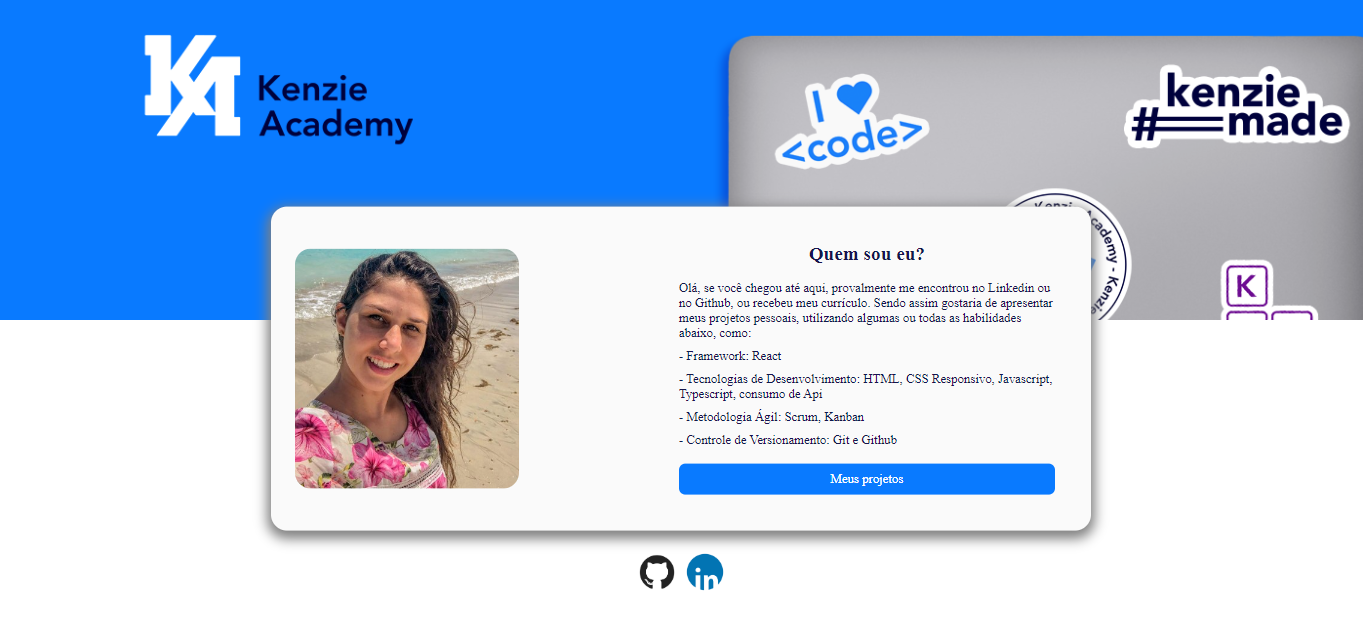 Kenzie
Academy
I
<code>
kenzie
#made
Kenzie Academy - Kenzie
K
Quem sou eu?
Olá, se você chegou até aqui, provalmente me encontrou no Linkedin ou
no Github, ou recebeu meu currículo. Sendo assim gostaria de apresentar
meus projetos pessoais, utilizando algumas ou todas as habilidades
abaixo, como:
- Framework: React
- Tecnologias de Desenvolvimento: HTML, CSS Responsivo, Javascript,
Typescript, consumo de Api
- Metodologia Ágil: Scrum, Kanban
- Controle de Versionamento: Git e Github
Meus projetos
in